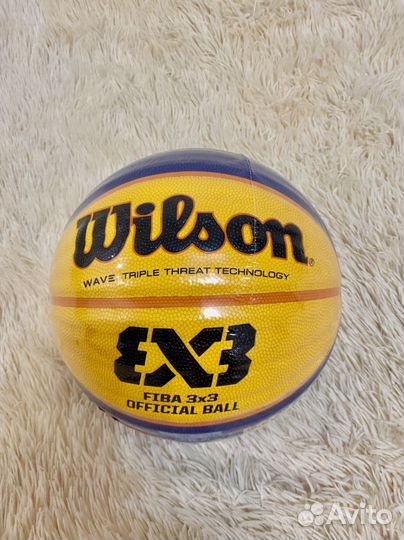 Wilson®
WAVE TRIPLE THREAT TECHNOLOGY
3X3
FIBA 3x3
OFFICIAL BALL
Avito